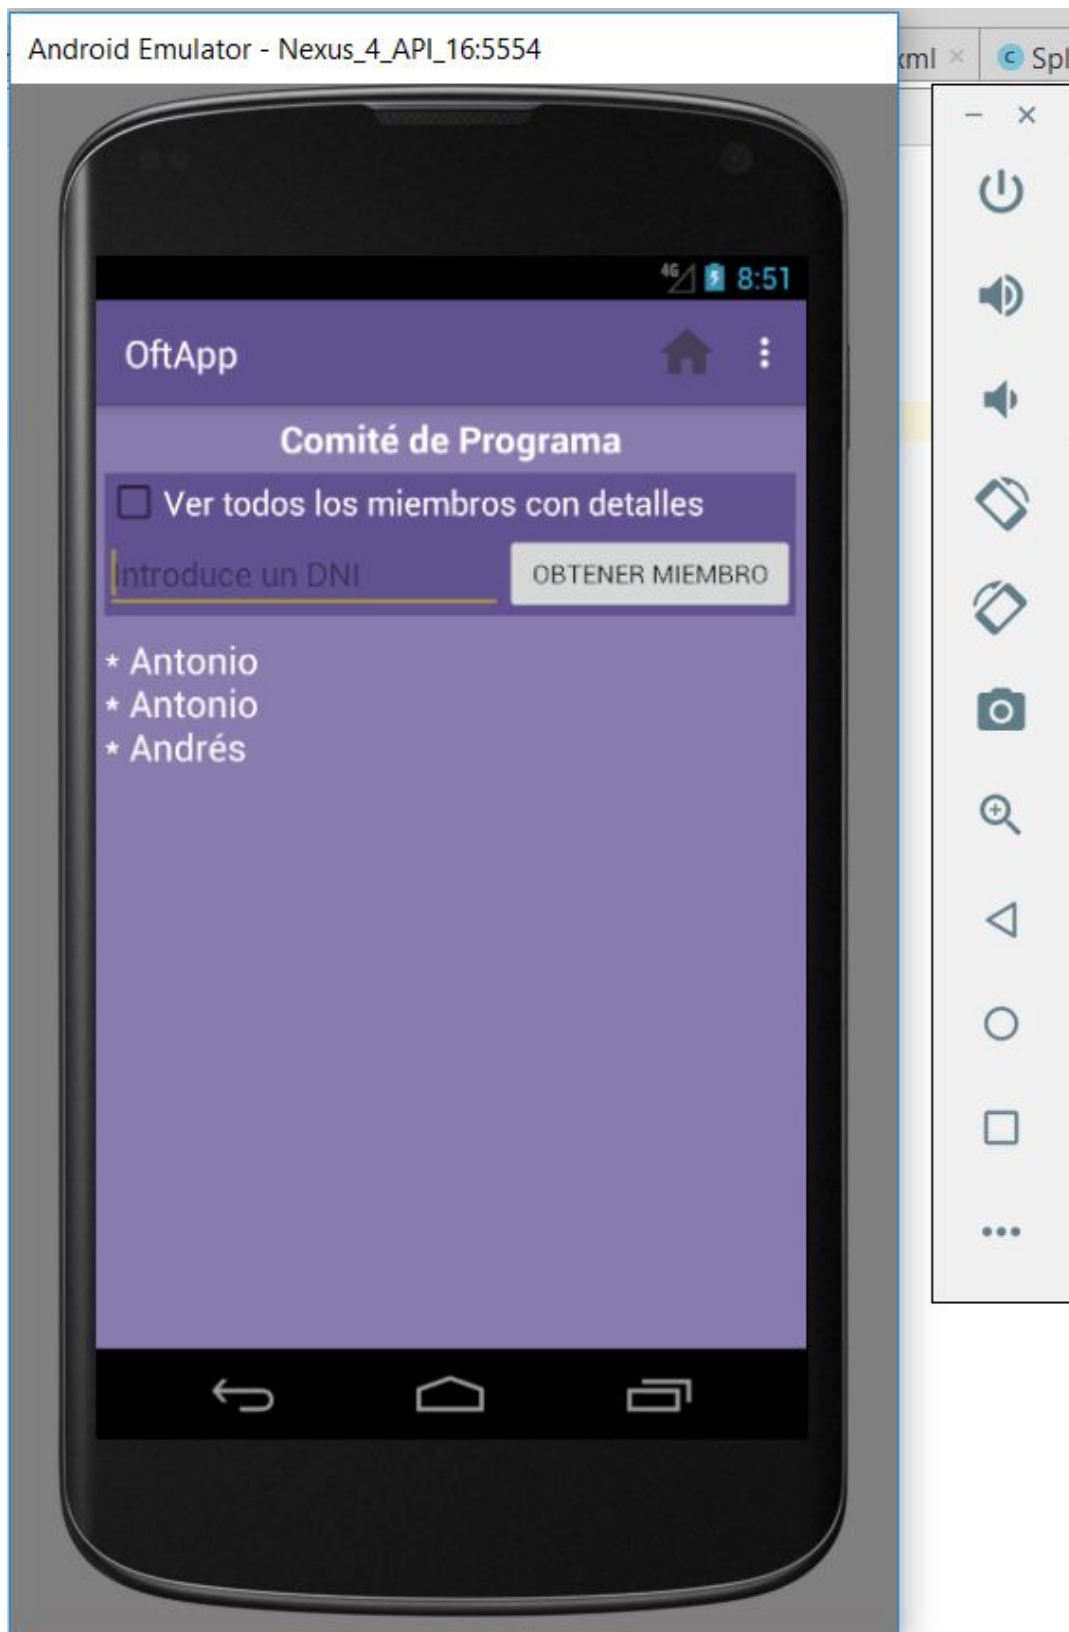 Android Emulator - Nexus_4_API_16:5554
xml
C Spl
4G 8:51
OftApp
Comité de Programa
Ver todos los miembros con detalles
Introduce un DNI OBTENER MIEMBRO
* Antonio
* Antonio
* Andrés